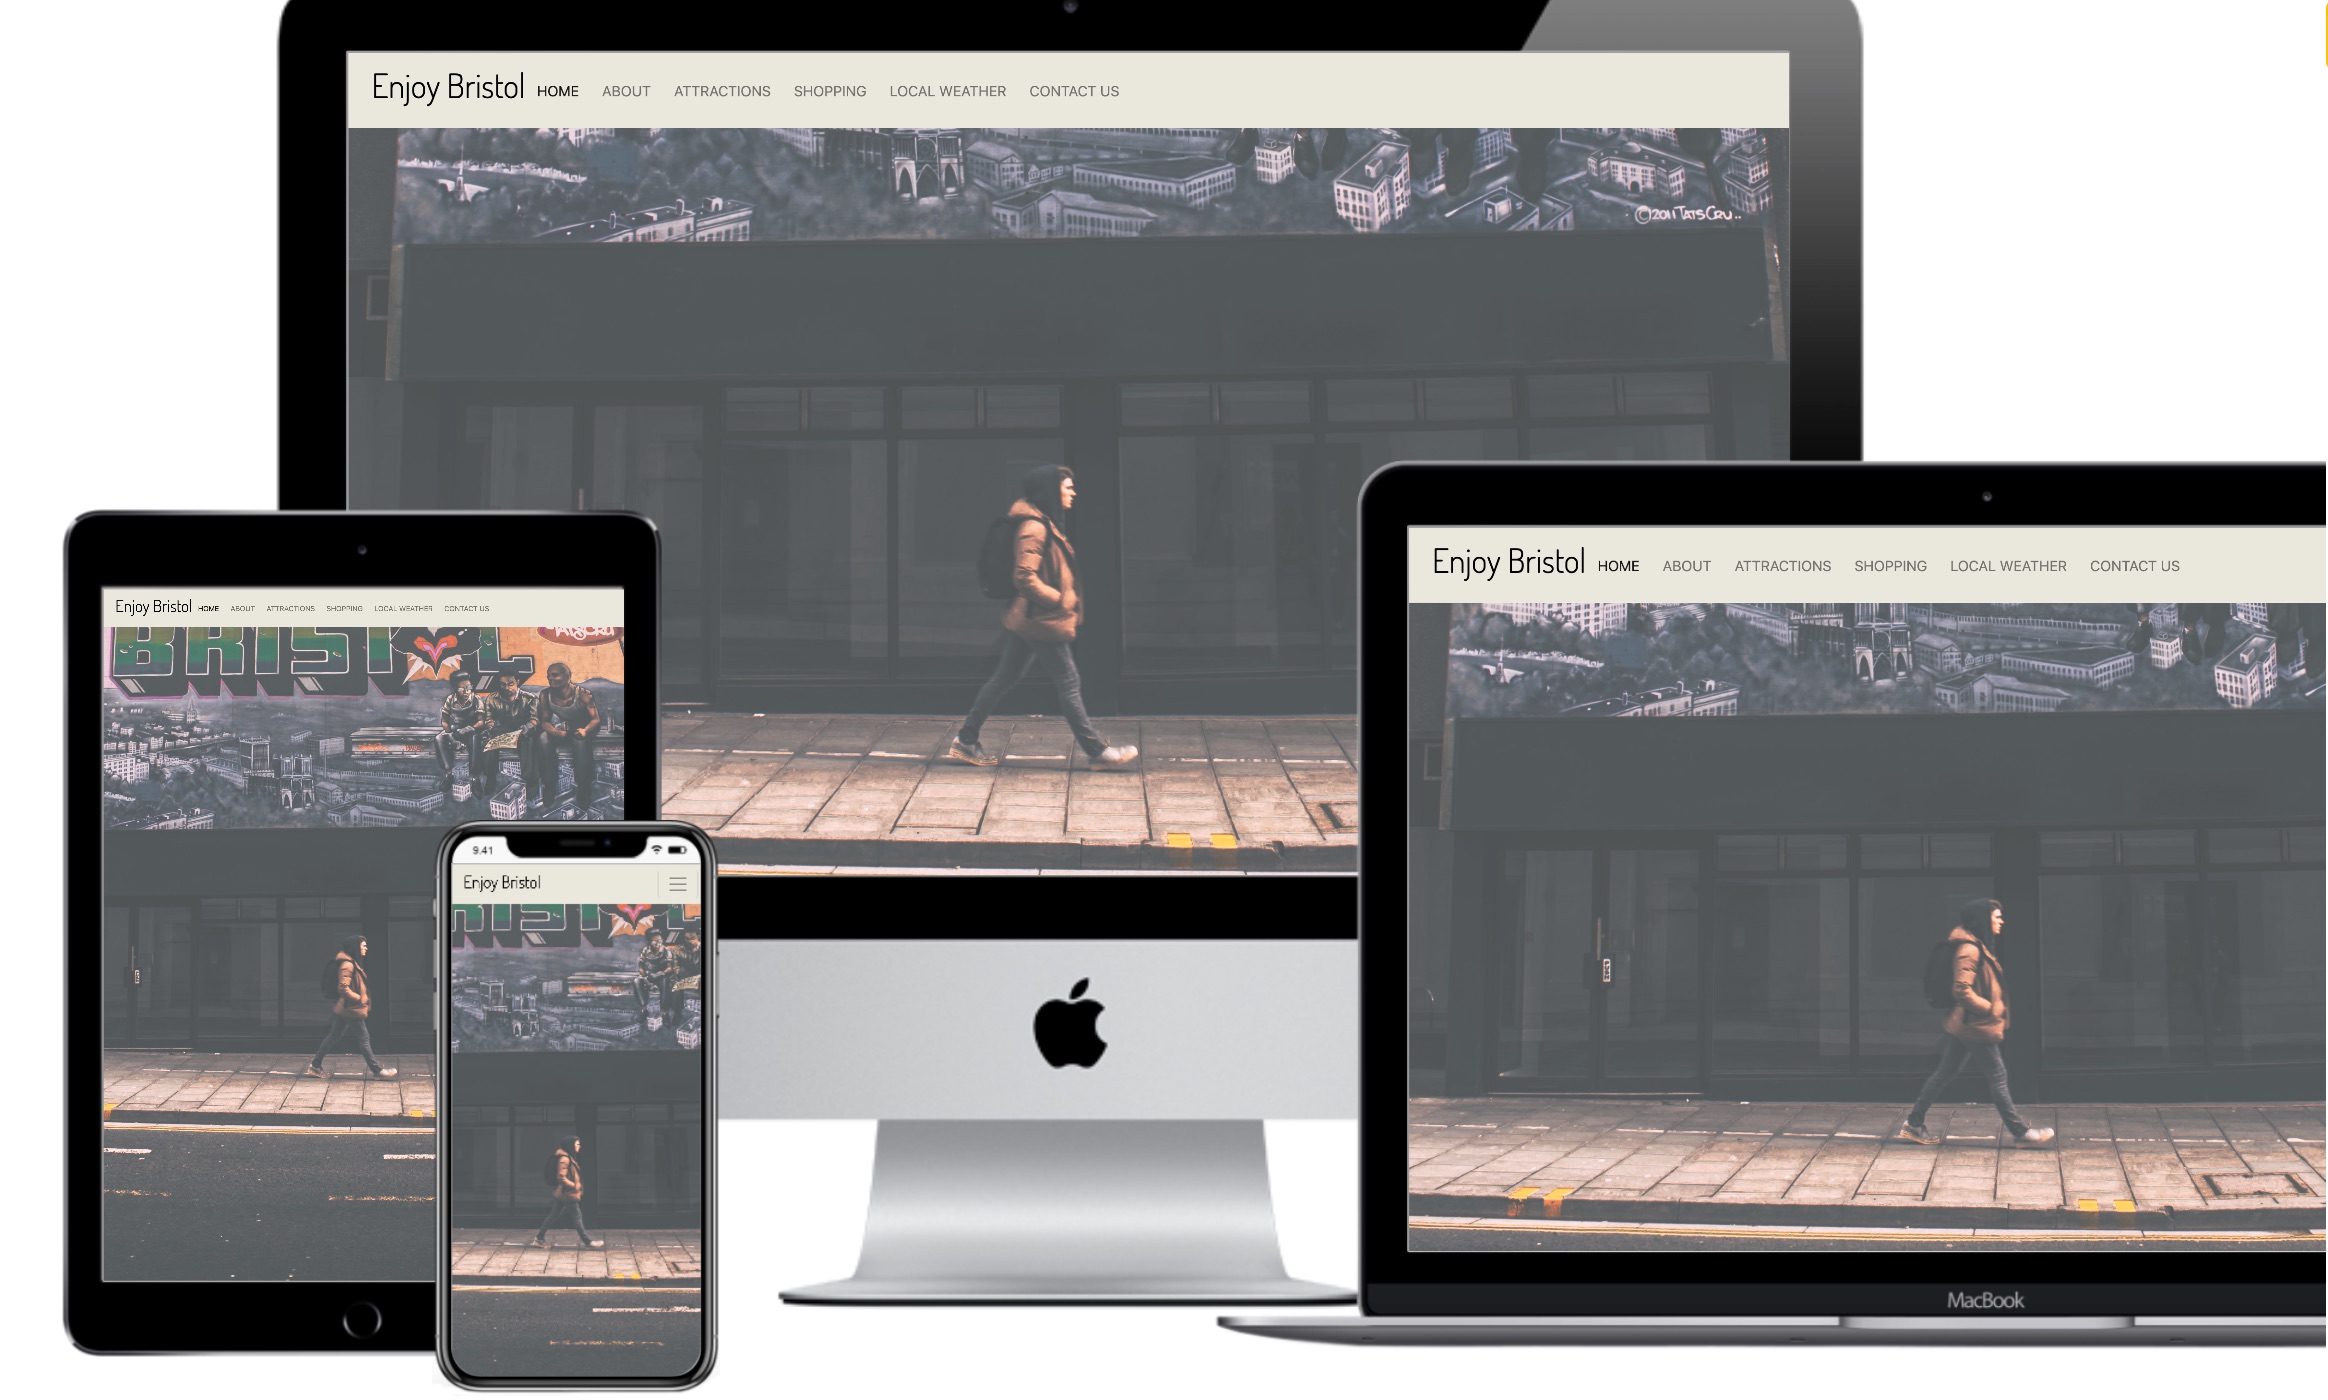 Enjoy Bristol HOME ABOUT ATTRACTIONS SHOPPING LOCAL WEATHER CONTACT US
©2011 TATS CRU..
Enjoy Bristol HOME ABOUT ATTRACTIONS SHOPPING LOCAL WEATHER CONTACT US
Enjoy Bristol HOME ABOUT ATTRACTIONS SHOPPING LOCAL WEATHER CONTACT US
BRISTOL
9.41
Enjoy Bristol
MacBook